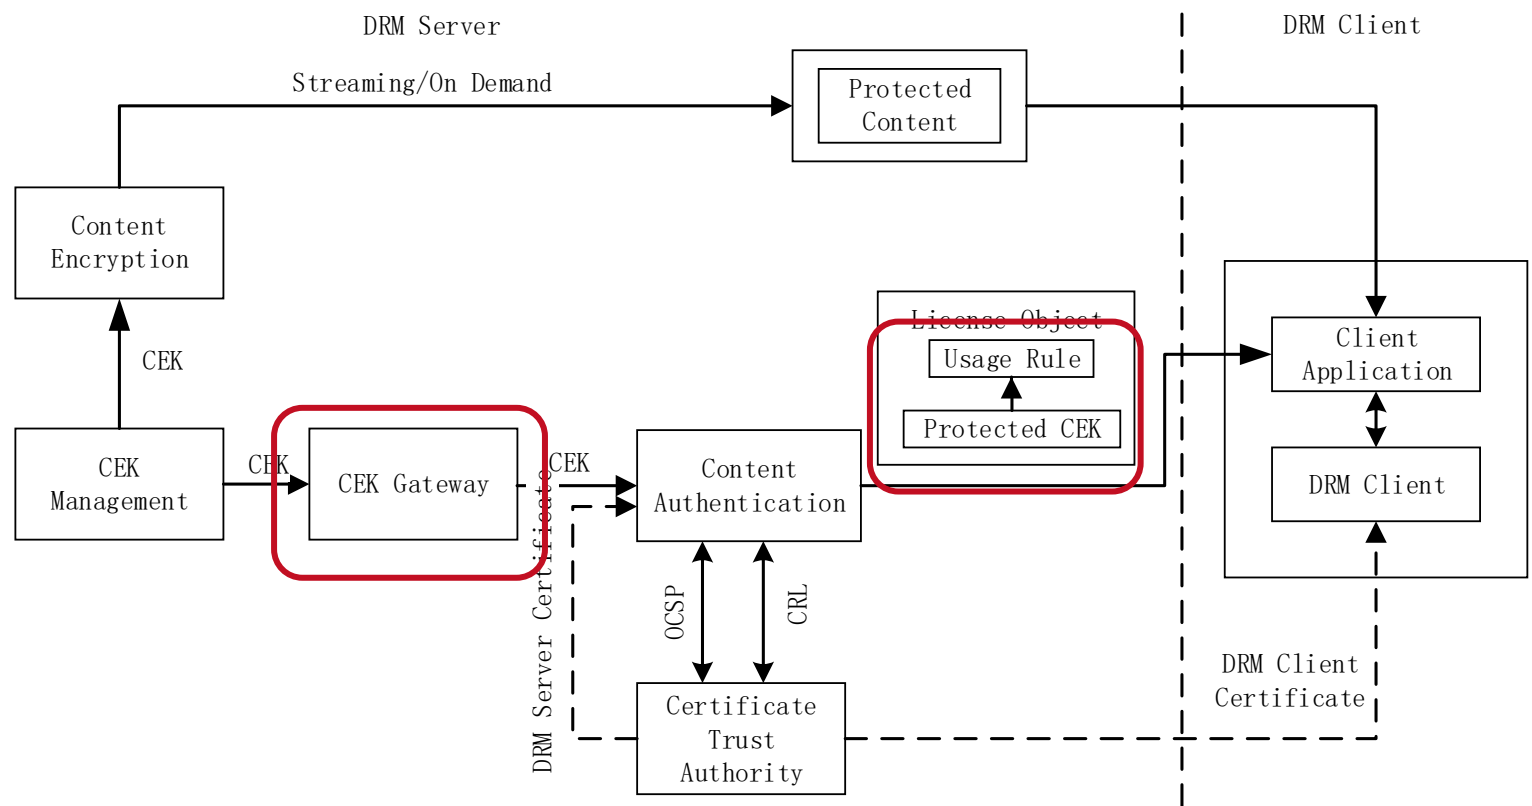 DRM Server
DRM Client
Streaming/On Demand
Protected
Content
Content
Encryption
CEK
License Object
Usage Rule
Protected CEK
Client
Application
CEK
Management
CEK
CEK Gateway
CEK
Content
Authentication
DRM Client
DRM Server Certificate
OCSP
CRL
DRM Client
Certificate
Certificate
Trust
Authority